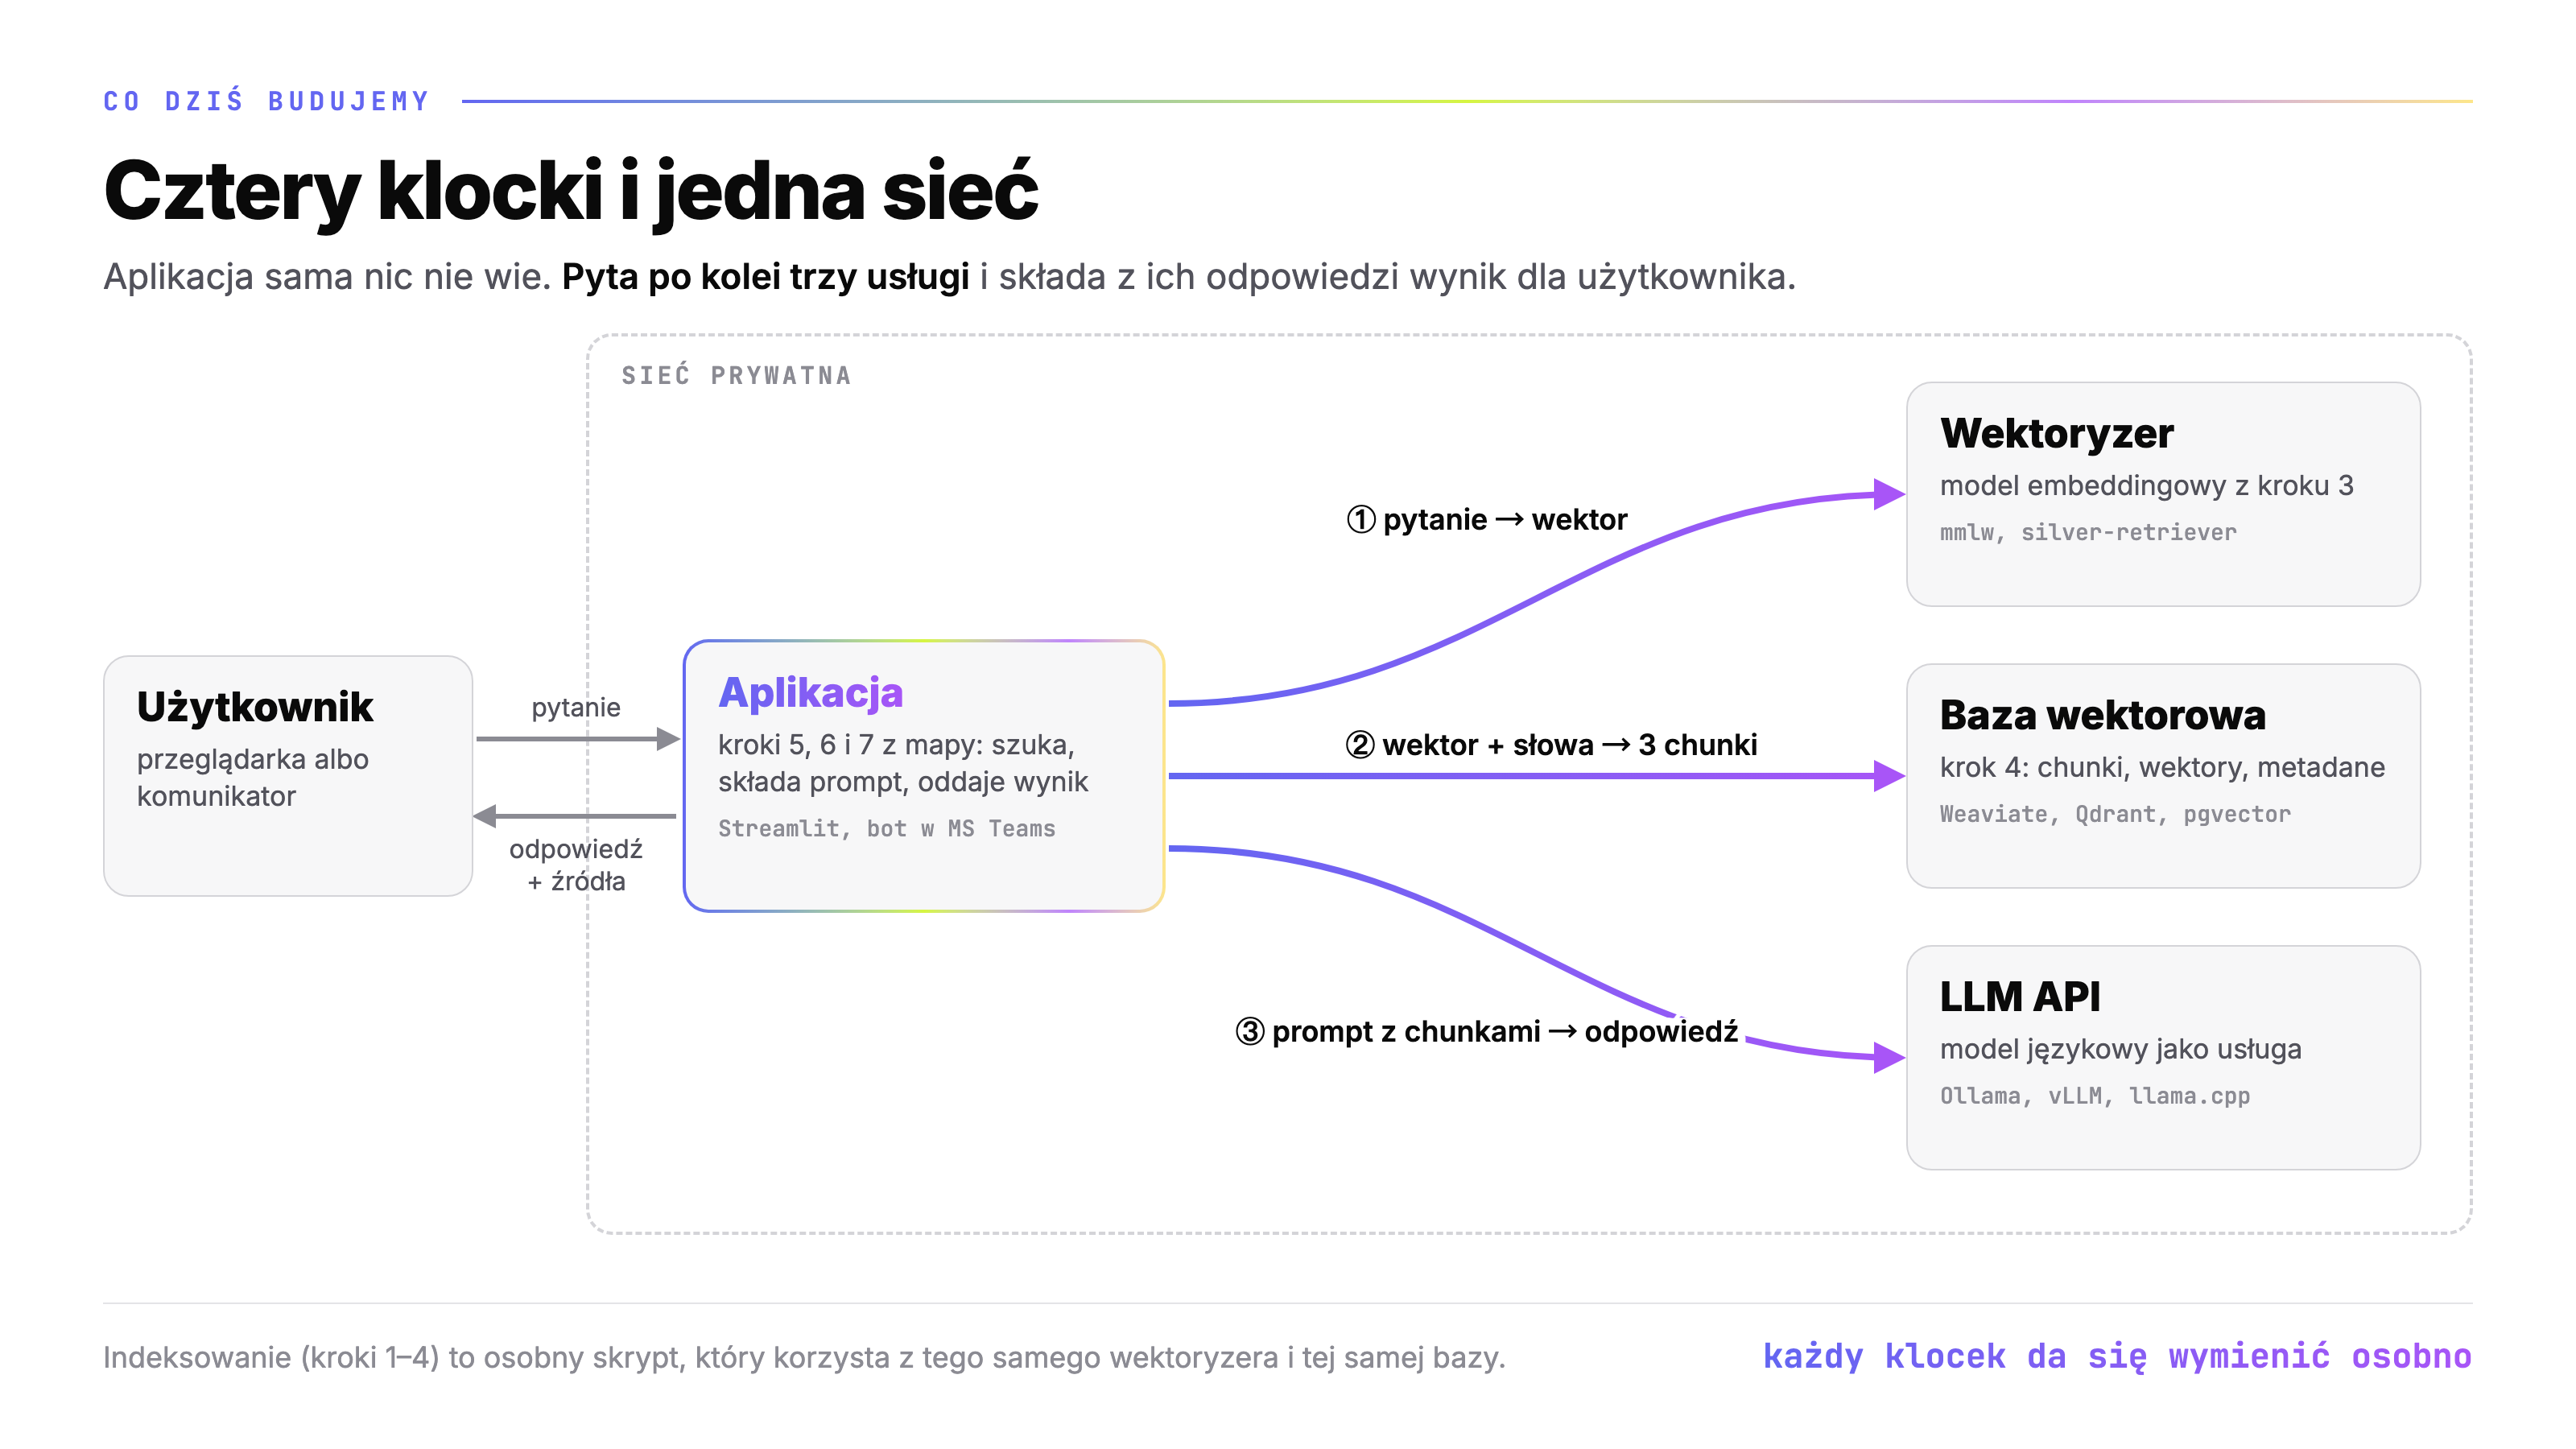 CO DZIŚ BUDUJEMY
Cztery klocki i jedna sieć
Aplikacja sama nic nie wie. Pyta po kolei trzy usługi i składa z ich odpowiedzi wynik dla użytkownika.
SIEĆ PRYWATNA
Użytkownik
przeglądarka albo
komunikator
pytanie
odpowiedź
+ źródła
Aplikacja
kroki 5, 6 i 7 z mapy: szuka,
składa prompt, oddaje wynik
Streamlit, bot w MS Teams
① pytanie → wektor
② wektor + słowa → 3 chunki
③ prompt z chunkami → odpowiedź
Wektoryzer
model embeddingowy z kroku 3
mmlw, silver-retriever
Baza wektorowa
krok 4: chunki, wektory, metadane
Weaviate, Qdrant, pgvector
LLM API
model językowy jako usługa
Ollama, vLLM, llama.cpp
Indeksowanie (kroki 1–4) to osobny skrypt, który korzysta z tego samego wektoryzera i tej samej bazy.
każdy klocek da się wymienić osobno